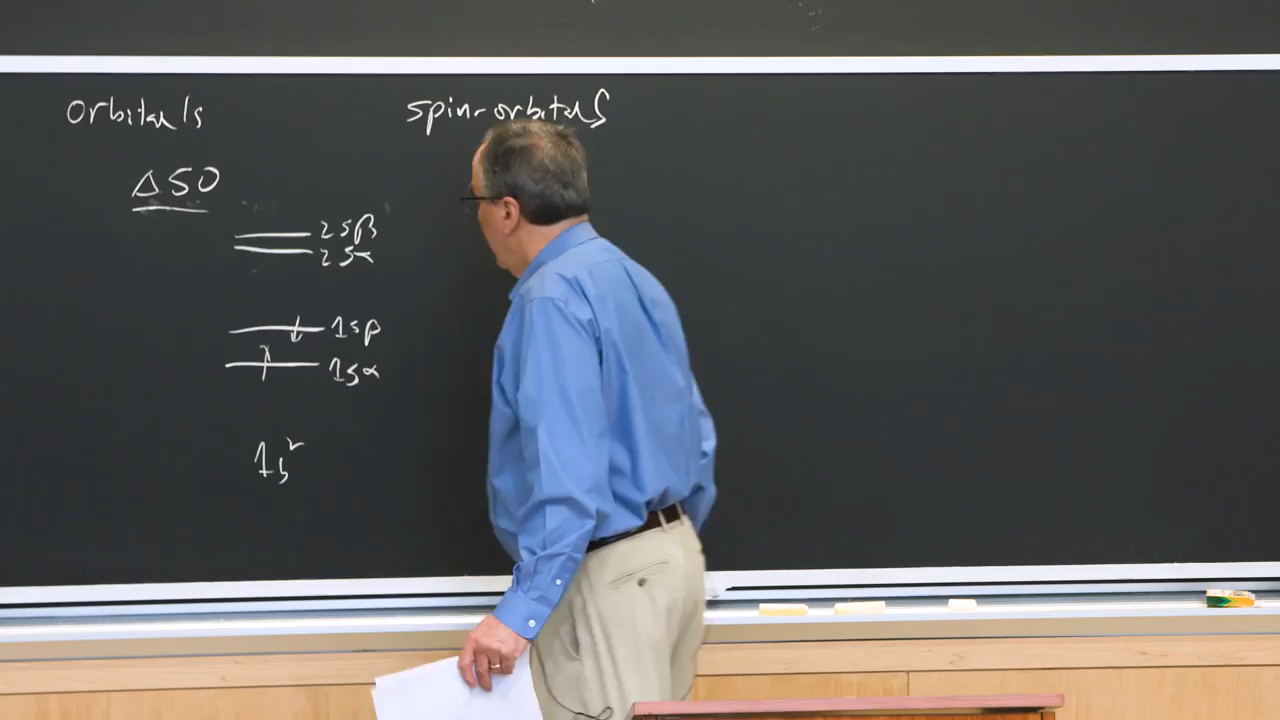 orbitals
spin-orbitals
ΔSO
2sβ
2sα
1sβ
1sα
1s²